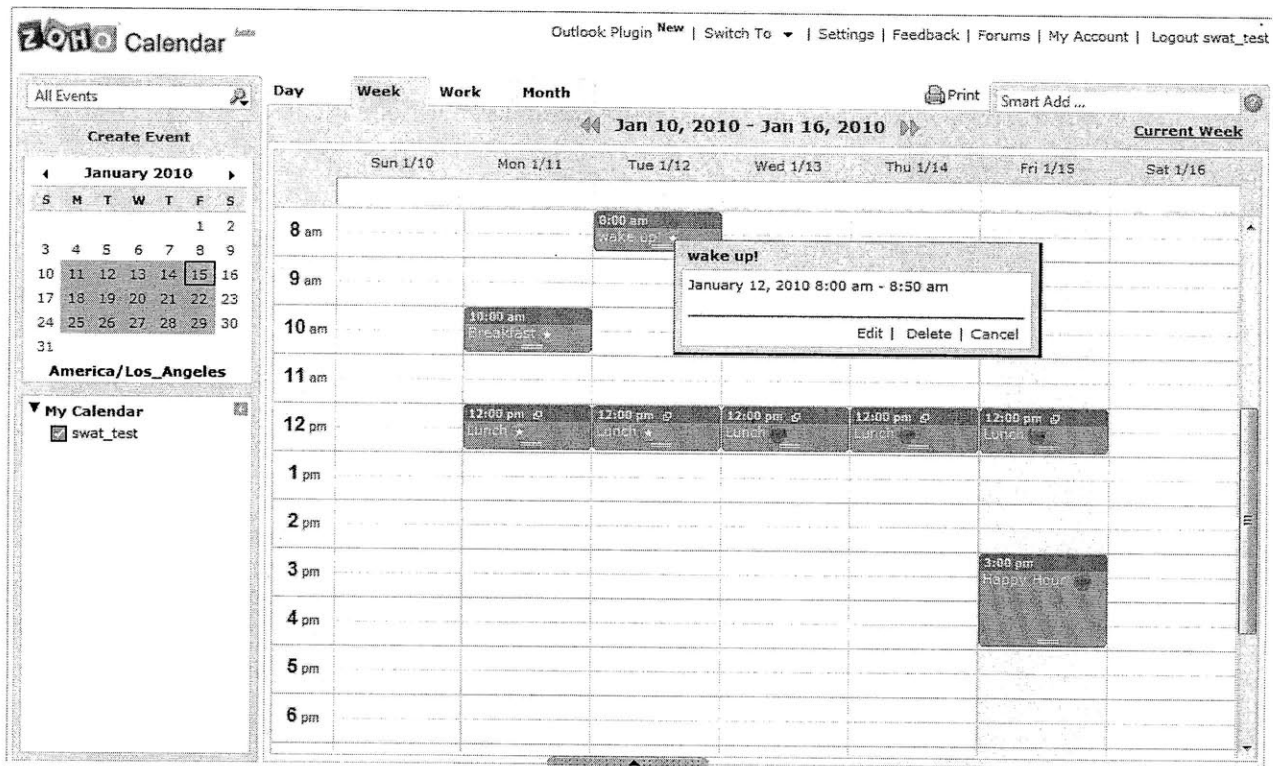 ZOHO Calendar beta
Outlook Plugin New | Switch To | Settings | Feedback | Forums | My Account | Logout swat_test
All Events
Create Event
January 2010
S M T W T F S
1 2
3 4 5 6 7 8 9
10 11 12 13 14 15 16
17 18 19 20 21 22 23
24 25 26 27 28 29 30
31
America/Los_Angeles
My Calendar
swat_test
Day Week Work Month
Print
Smart Add ...
Jan 10, 2010 - Jan 16, 2010
Current Week
Sun 1/10 Mon 1/11 Tue 1/12 Wed 1/13 Thu 1/14 Fri 1/15 Sat 1/16
8 am
8:00 am
wake up!
wake up!
January 12, 2010 8:00 am - 8:50 am
Edit | Delete | Cancel
9 am
10 am
10:00 am
Breakfast
11 am
12 pm
12:00 pm 12:00 pm 12:00 pm 12:00 pm 12:00 pm
Lunch Lunch Lunch Lunch Lunch
1 pm
2 pm
3 pm
3:00 pm
Happy Hour
4 pm
5 pm
6 pm